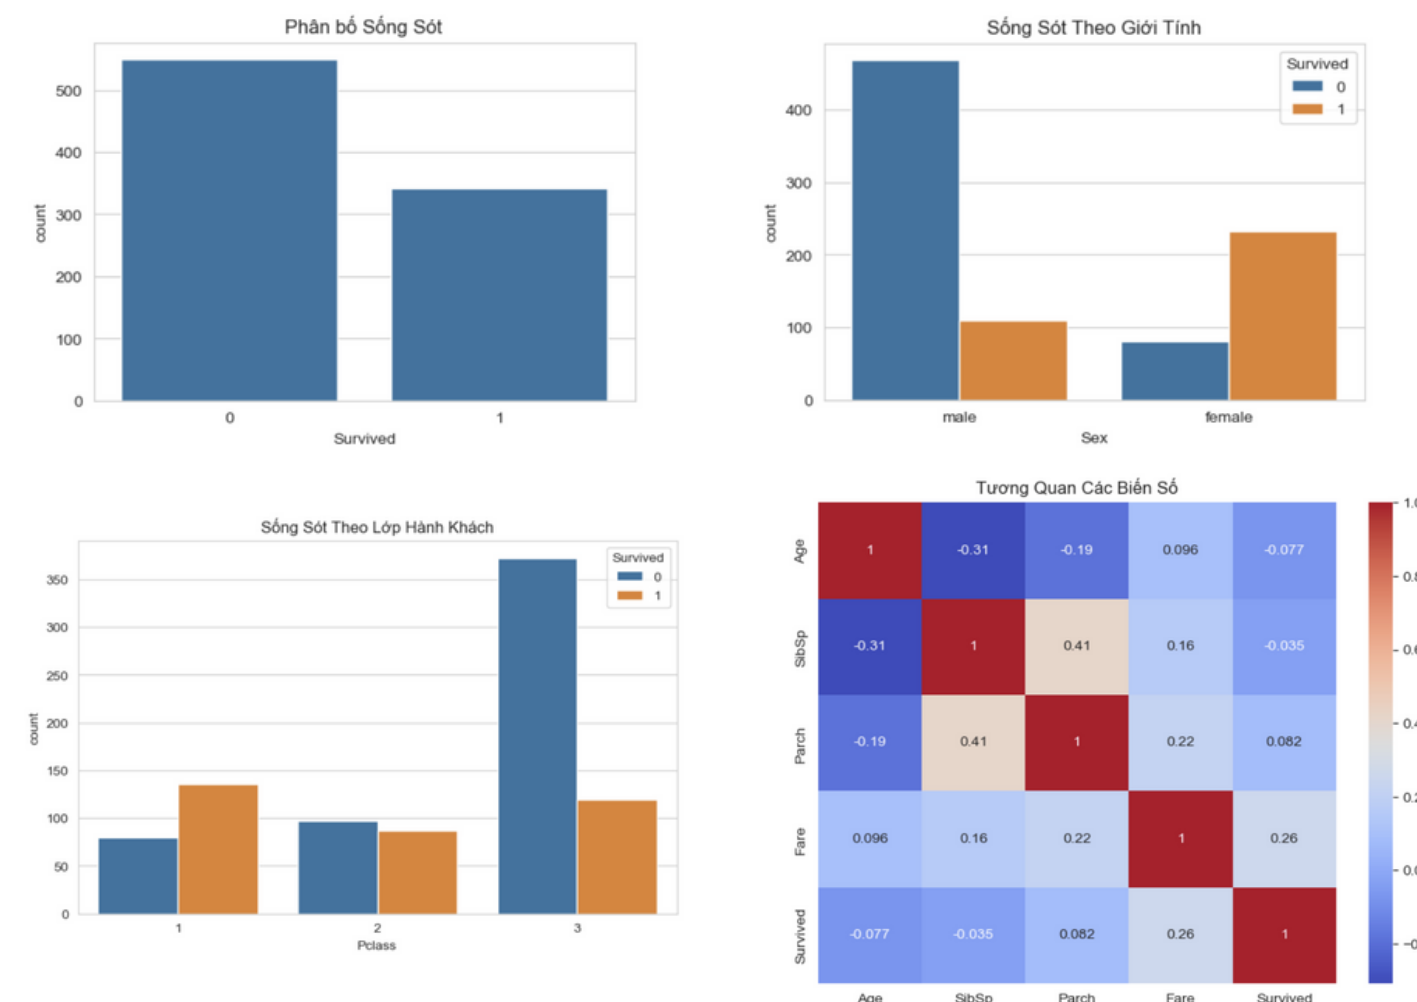 Phân bố Sống Sót
500
400
300
200
100
0
count
0 1
Survived
Sống Sót Theo Giới Tính
Survived
0
1
400
300
200
100
0
count
male female
Sex
Sống Sót Theo Lớp Hành Khách
Survived
0
1
350
300
250
200
150
100
50
0
count
1 2 3
Pclass
Tương Quan Các Biến Số
Age
1 -0.31 -0.19 0.096 -0.077
SibSp
-0.31 1 0.41 0.16 -0.035
Parch
-0.19 0.41 1 0.22 0.082
Fare
0.096 0.16 0.22 1 0.26
Survived
-0.077 -0.035 0.082 0.26 1
Age SibSp Parch Fare Survived